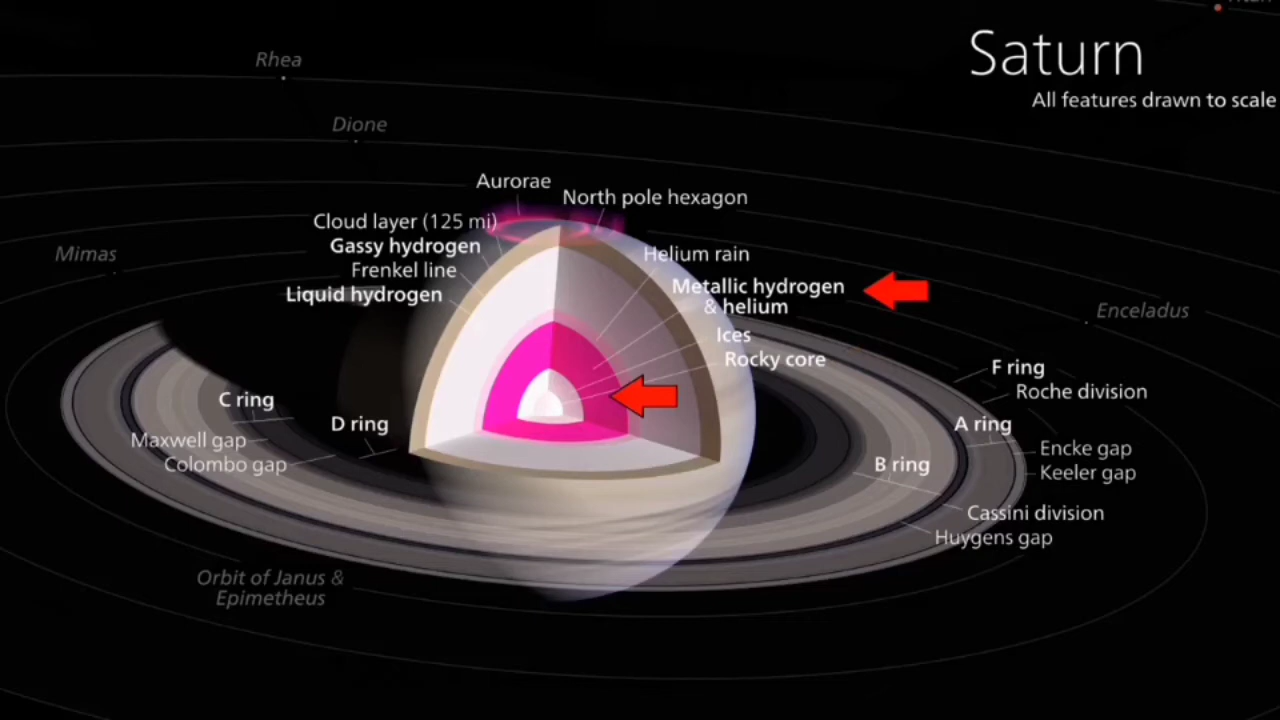 Saturn
All features drawn to scale
Rhea
Dione
Aurorae
North pole hexagon
Cloud layer (125 mi)
Gassy hydrogen
Frenkel line
Liquid hydrogen
Mimas
Helium rain
Metallic hydrogen
& helium
Ices
Rocky core
Enceladus
F ring
Roche division
C ring
D ring
Maxwell gap
Colombo gap
A ring
Encke gap
B ring
Keeler gap
Cassini division
Huygens gap
Orbit of Janus &
Epimetheus